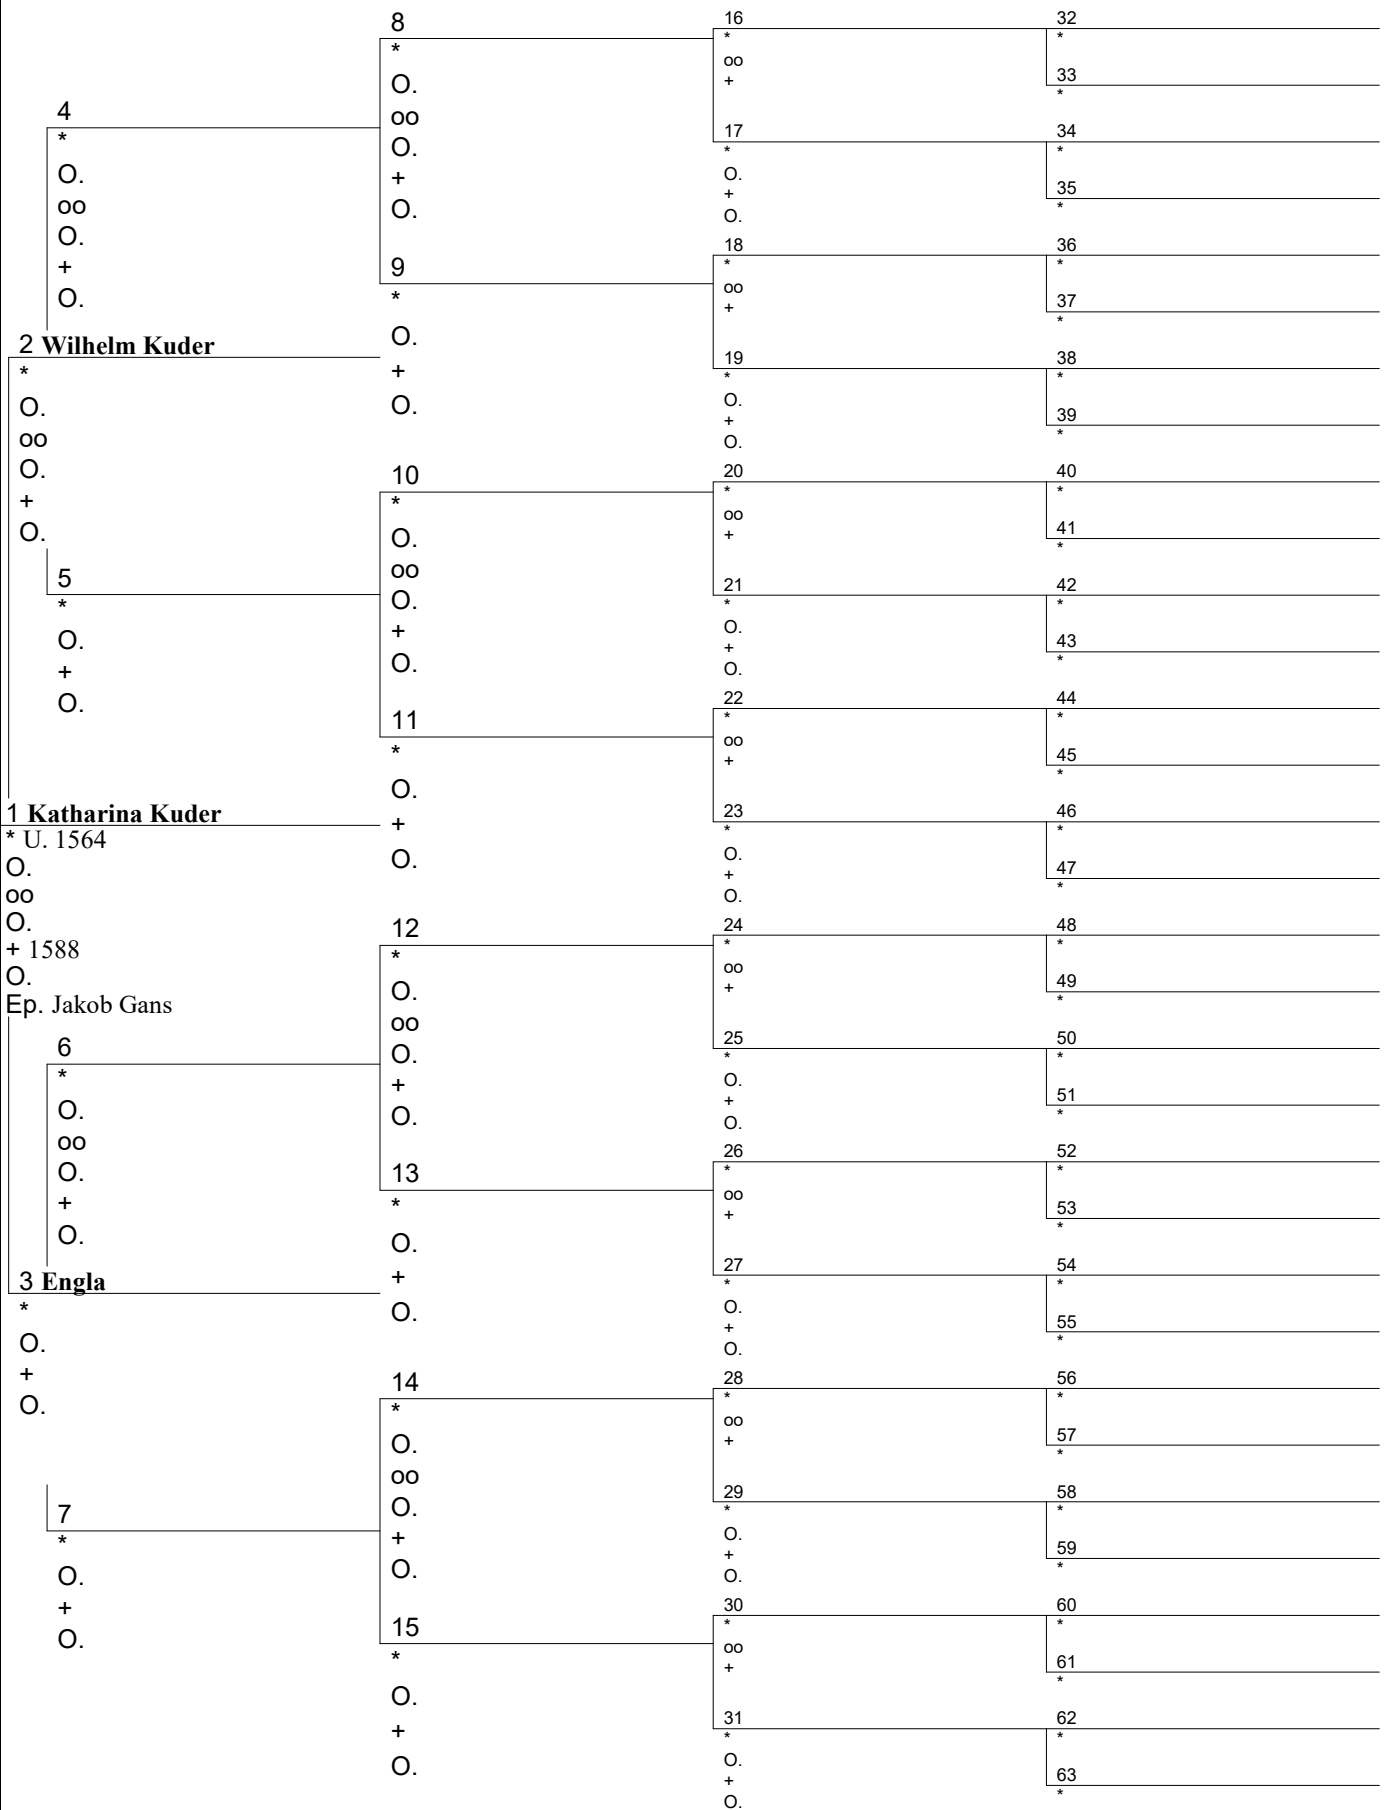 8
*
O.
oo
O.
+
O.
4
*
O.
oo
O.
+
O.
9
*
O.
+
O.
2 Wilhelm Kuder
*
O.
oo
O.
+
O.
5
*
O.
+
O.
10
*
O.
oo
O.
+
O.
11
*
O.
+
O.
1 Katharina Kuder
* U. 1564
O.
oo
O.
+ 1588
O.
Ep. Jakob Gans
6
*
O.
oo
O.
+
O.
12
*
O.
oo
O.
+
O.
13
*
O.
+
O.
3 Engla
*
O.
+
O.
7
*
O.
+
O.
14
*
O.
oo
O.
+
O.
15
*
O.
+
O.
16
*
oo
+
17
*
O.
+
O.
18
*
oo
+
19
*
O.
+
O.
20
*
oo
+
21
*
O.
+
O.
22
*
oo
+
23
*
O.
+
O.
24
*
oo
+
25
*
O.
+
O.
26
*
oo
+
27
*
O.
+
O.
28
*
oo
+
29
*
O.
+
O.
30
*
oo
+
31
*
O.
+
O.
32
*
33
*
34
*
35
*
36
*
37
*
38
*
39
*
40
*
41
*
42
*
43
*
44
*
45
*
46
*
47
*
48
*
49
*
50
*
51
*
52
*
53
*
54
*
55
*
56
*
57
*
58
*
59
*
60
*
61
*
62
*
63
*